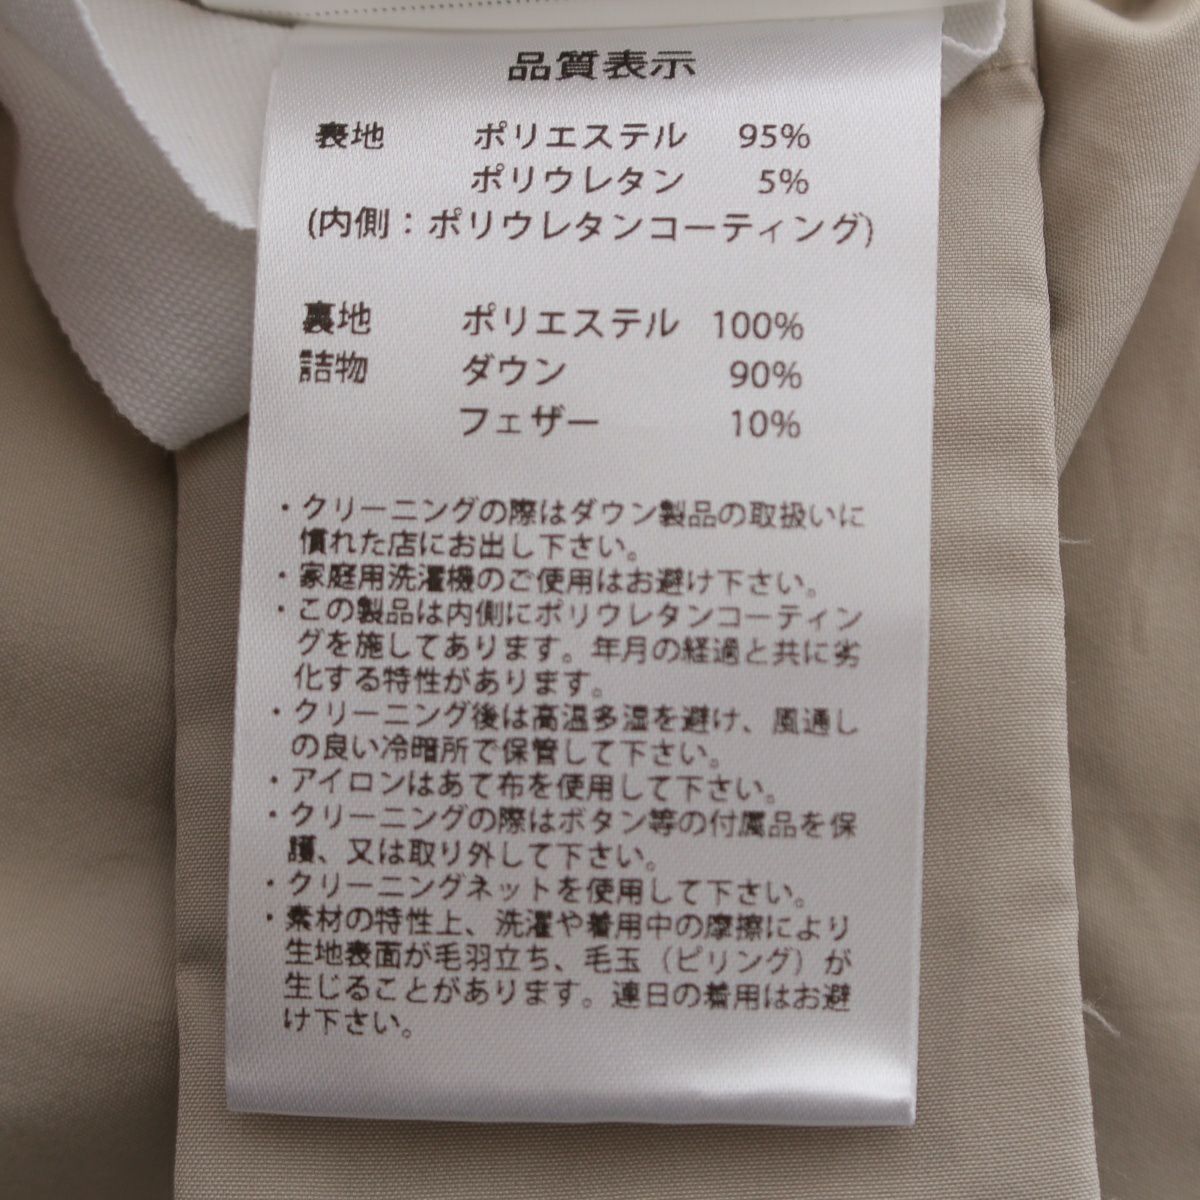 品質表示
表地 ポリエステル 95%
ポリウレタン 5%
(内側：ポリウレタンコーティング)
裏地 ポリエステル 100%
詰物 ダウン 90%
フェザー 10%
・クリーニングの際はダウン製品の取扱いに
慣れた店にお出し下さい。
・家庭用洗濯機のご使用はお避け下さい。
・この製品は内側にポリウレタンコーティン
グを施してあります。年月の経過と共に劣
化する特性があります。
・クリーニング後は高温多湿を避け、風通し
の良い冷暗所で保管して下さい。
・アイロンはあて布を使用して下さい。
・クリーニングの際はボタン等の付属品を保
護、又は取り外して下さい。
・クリーニングネットを使用して下さい。
・素材の特性上、洗濯や着用中の摩擦により
生地表面が毛羽立ち、毛玉（ピリング）が
生じることがあります。連日の着用はお避
け下さい。